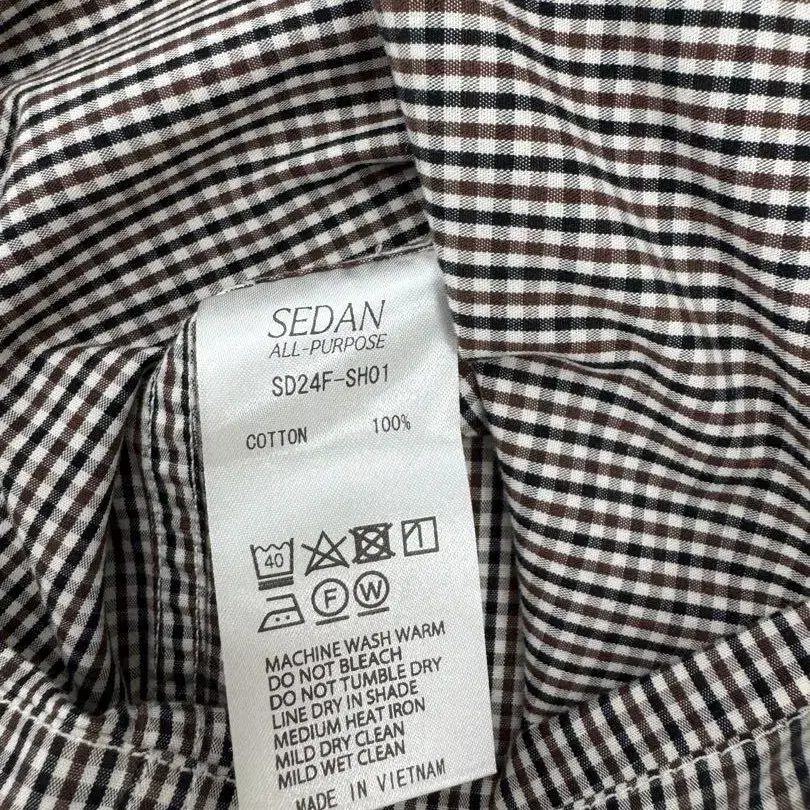 SEDAN
ALL-PURPOSE
SD24F-SH01
COTTON 100%
40
F W
MACHINE WASH WARM
DO NOT BLEACH
DO NOT TUMBLE DRY
LINE DRY IN SHADE
MEDIUM HEAT IRON
MILD DRY CLEAN
MILD WET CLEAN
MADE IN VIETNAM